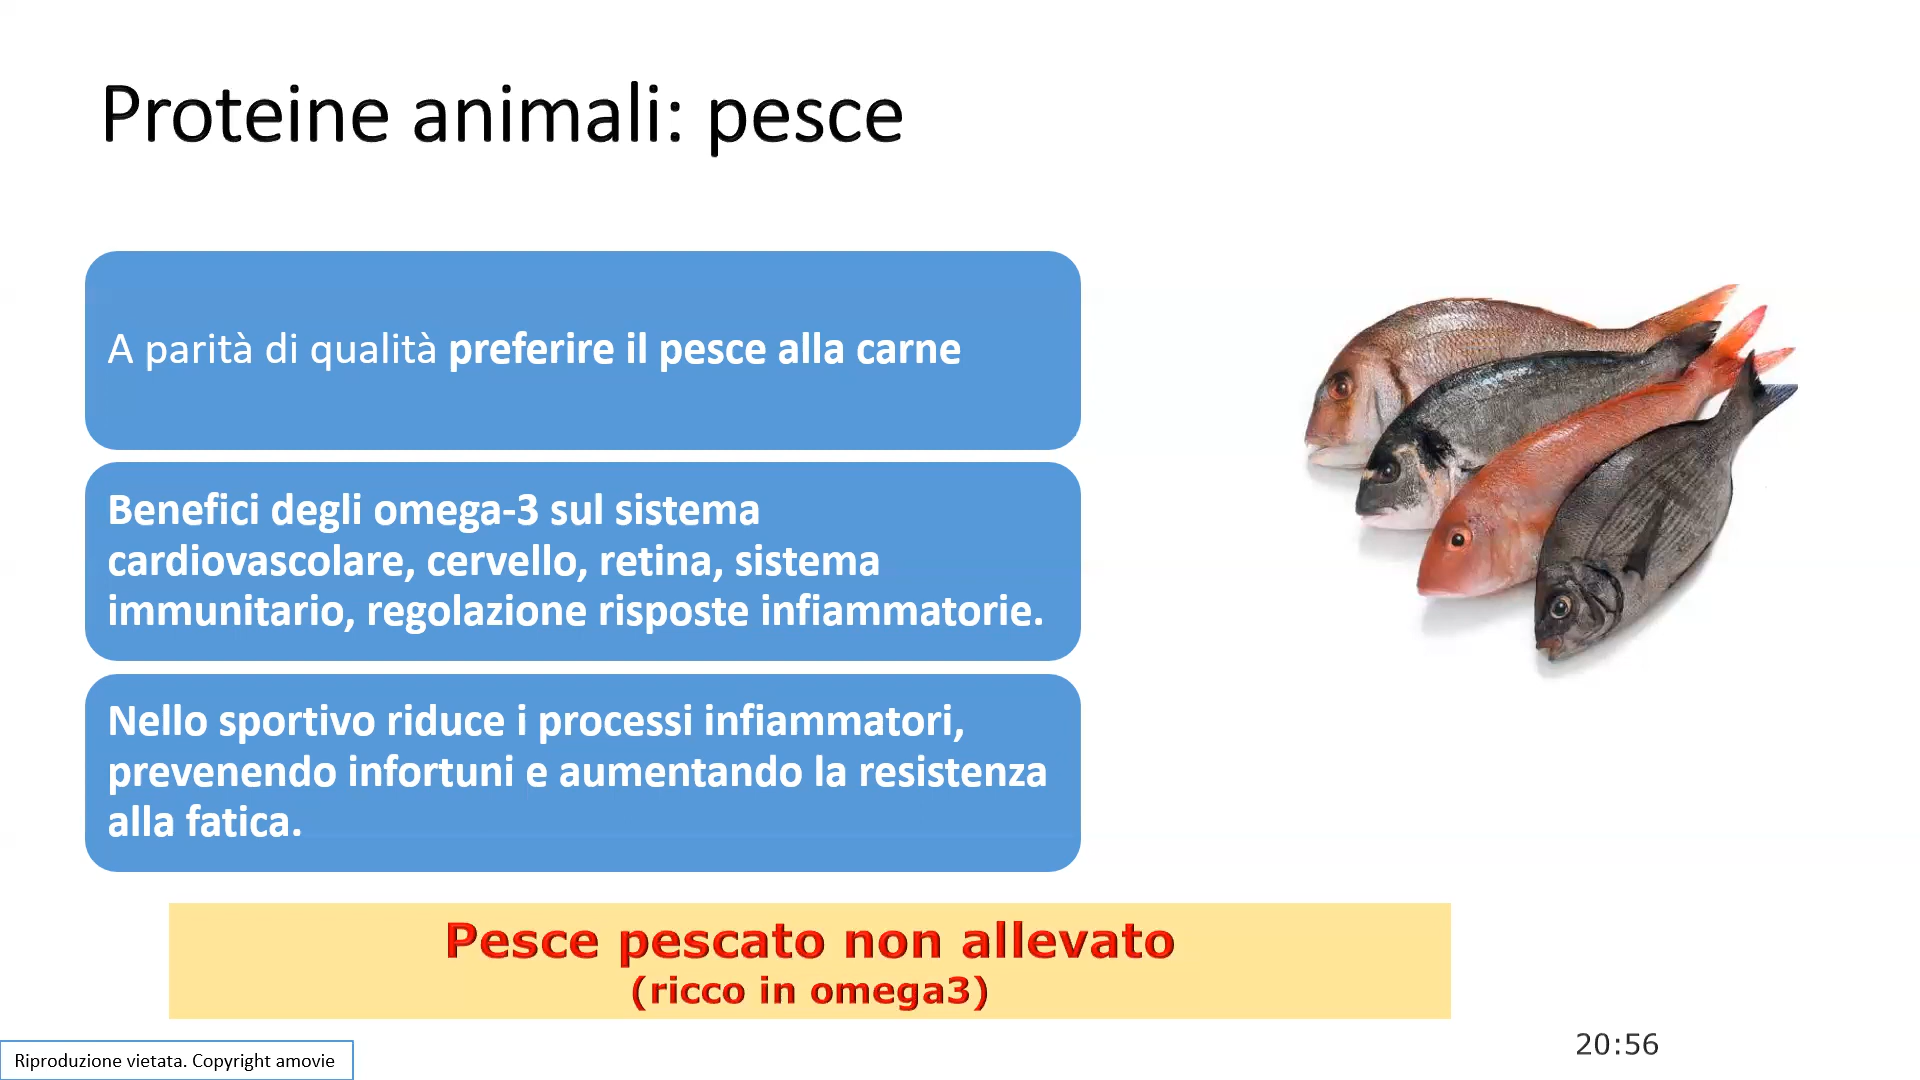 Proteine animali: pesce
A parità di qualità preferire il pesce alla carne
Benefici degli omega-3 sul sistema
cardiovascolare, cervello, retina, sistema
immunitario, regolazione risposte infiammatorie.
Nello sportivo riduce i processi infiammatori,
prevenendo infortuni e aumentando la resistenza
alla fatica.
Pesce pescato non allevato
(ricco in omega3)
20:56
Riproduzione vietata. Copyright amovie